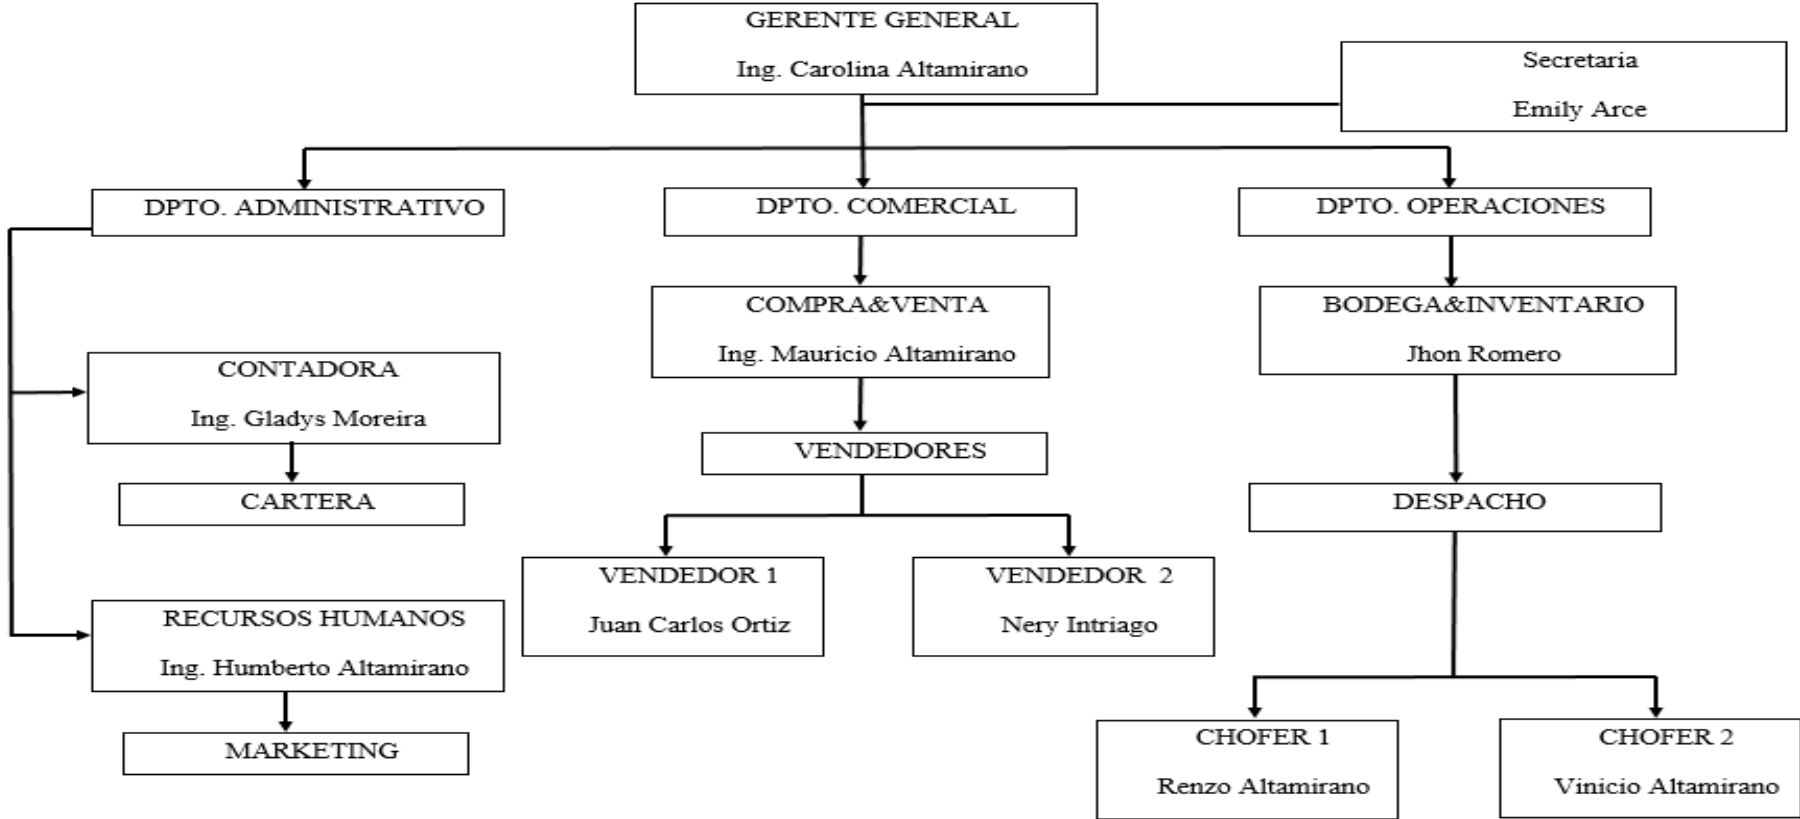 GERENTE GENERAL
Ing. Carolina Altamirano
Secretaria
Emily Arce
DPTO. ADMINISTRATIVO
DPTO. COMERCIAL
DPTO. OPERACIONES
COMPRA&VENTA
Ing. Mauricio Altamirano
BODEGA&INVENTARIO
Jhon Romero
CONTADORA
Ing. Gladys Moreira
VENDEDORES
CARTERA
DESPACHO
VENDEDOR 1
Juan Carlos Ortiz
VENDEDOR  2
Nery Intriago
RECURSOS HUMANOS
Ing. Humberto Altamirano
MARKETING
CHOFER 1
Renzo Altamirano
CHOFER 2
Vinicio Altamirano